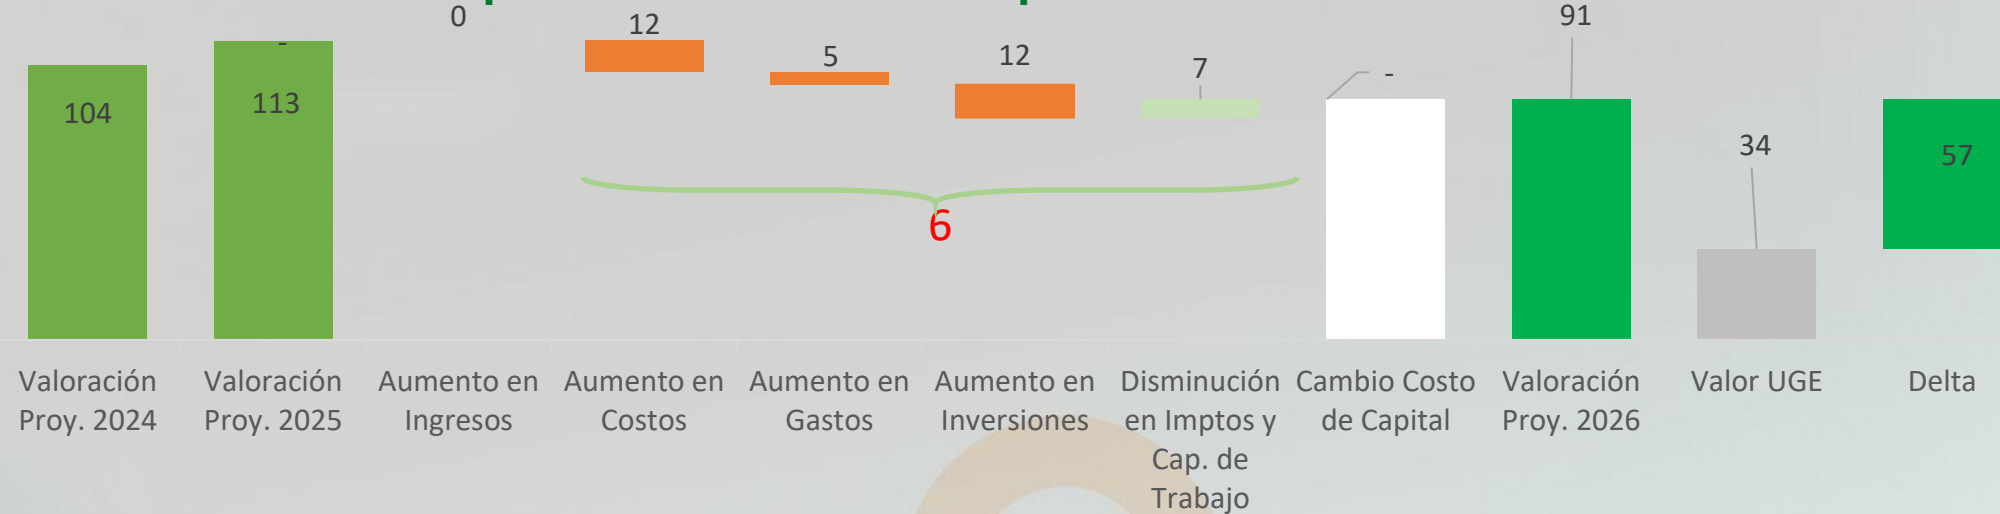 0
12
91
-
5
12
7
-
104
113
34
57
6
Valoración Proy. 2024
Valoración Proy. 2025
Aumento en Ingresos
Aumento en Costos
Aumento en Gastos
Aumento en Inversiones
Disminución en Imptos y Cap. de Trabajo
Cambio Costo de Capital
Valoración Proy. 2026
Valor UGE
Delta